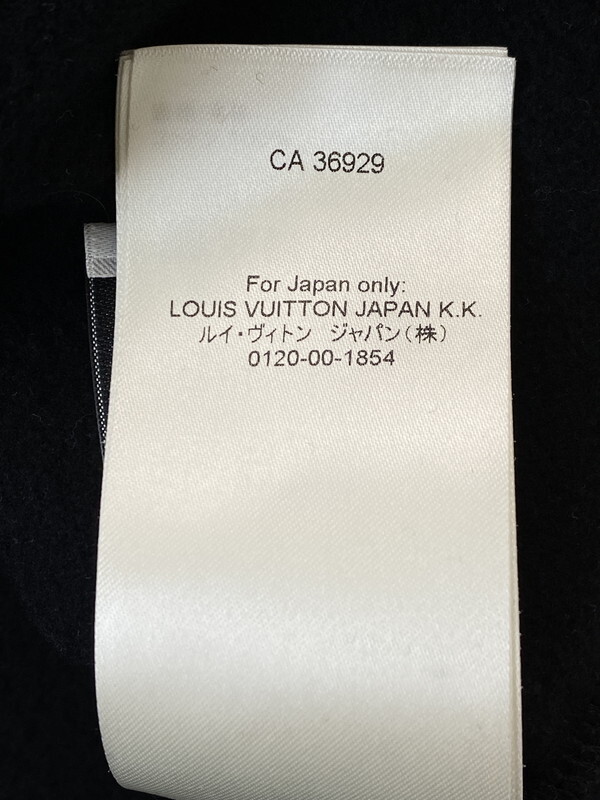 CA 36929
For Japan only:
LOUIS VUITTON JAPAN K.K.
ルイ・ヴィトン　ジャパン(株)
0120-00-1854